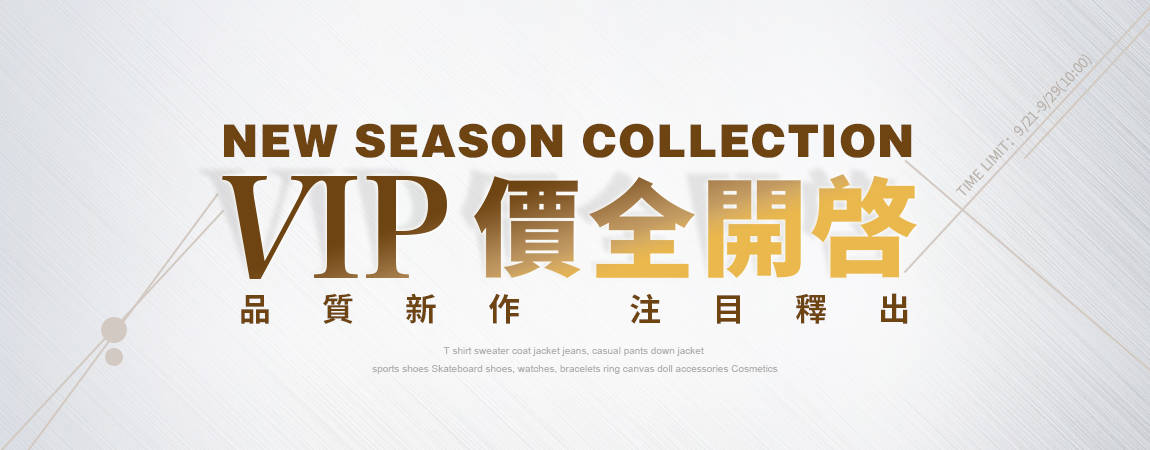 NEW SEASON COLLECTION
VIP 價全開啓
品質新作 注目釋出
T shirt sweater coat jacket jeans, casual pants down jacket
sports shoes Skateboard shoes, watches, bracelets ring canvas doll accessories Cosmetics
TIME LIMIT：9/21-9/29(10:00)